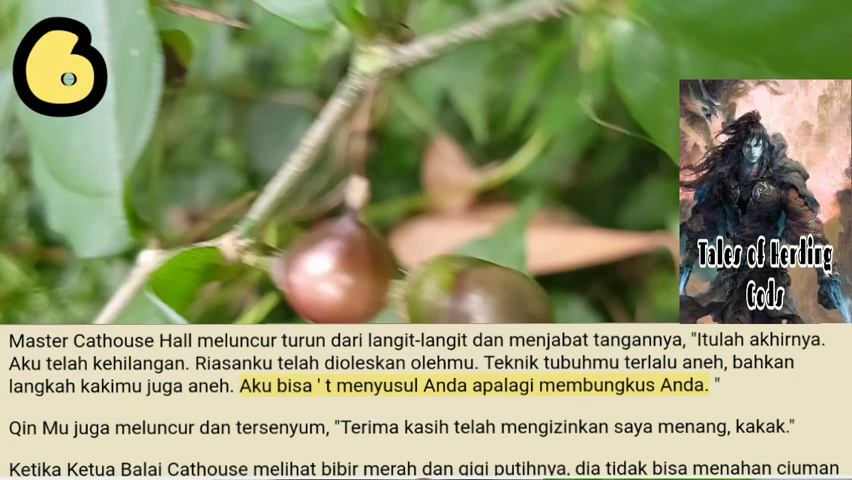 6
Tales of Herding
Gods
Master Cathouse Hall meluncur turun dari langit-langit dan menjabat tangannya, "Itulah akhirnya.
Aku telah kehilangan. Riasanku telah dioleskan olehmu. Teknik tubuhmu terlalu aneh, bahkan
langkah kakimu juga aneh. Aku bisa ' t menyusul Anda apalagi membungkus Anda. "
Qin Mu juga meluncur dan tersenyum, "Terima kasih telah mengizinkan saya menang, kakak."
Ketika Ketua Balai Cathouse melihat bibir merah dan gigi putihnya, dia tidak bisa menahan ciuman